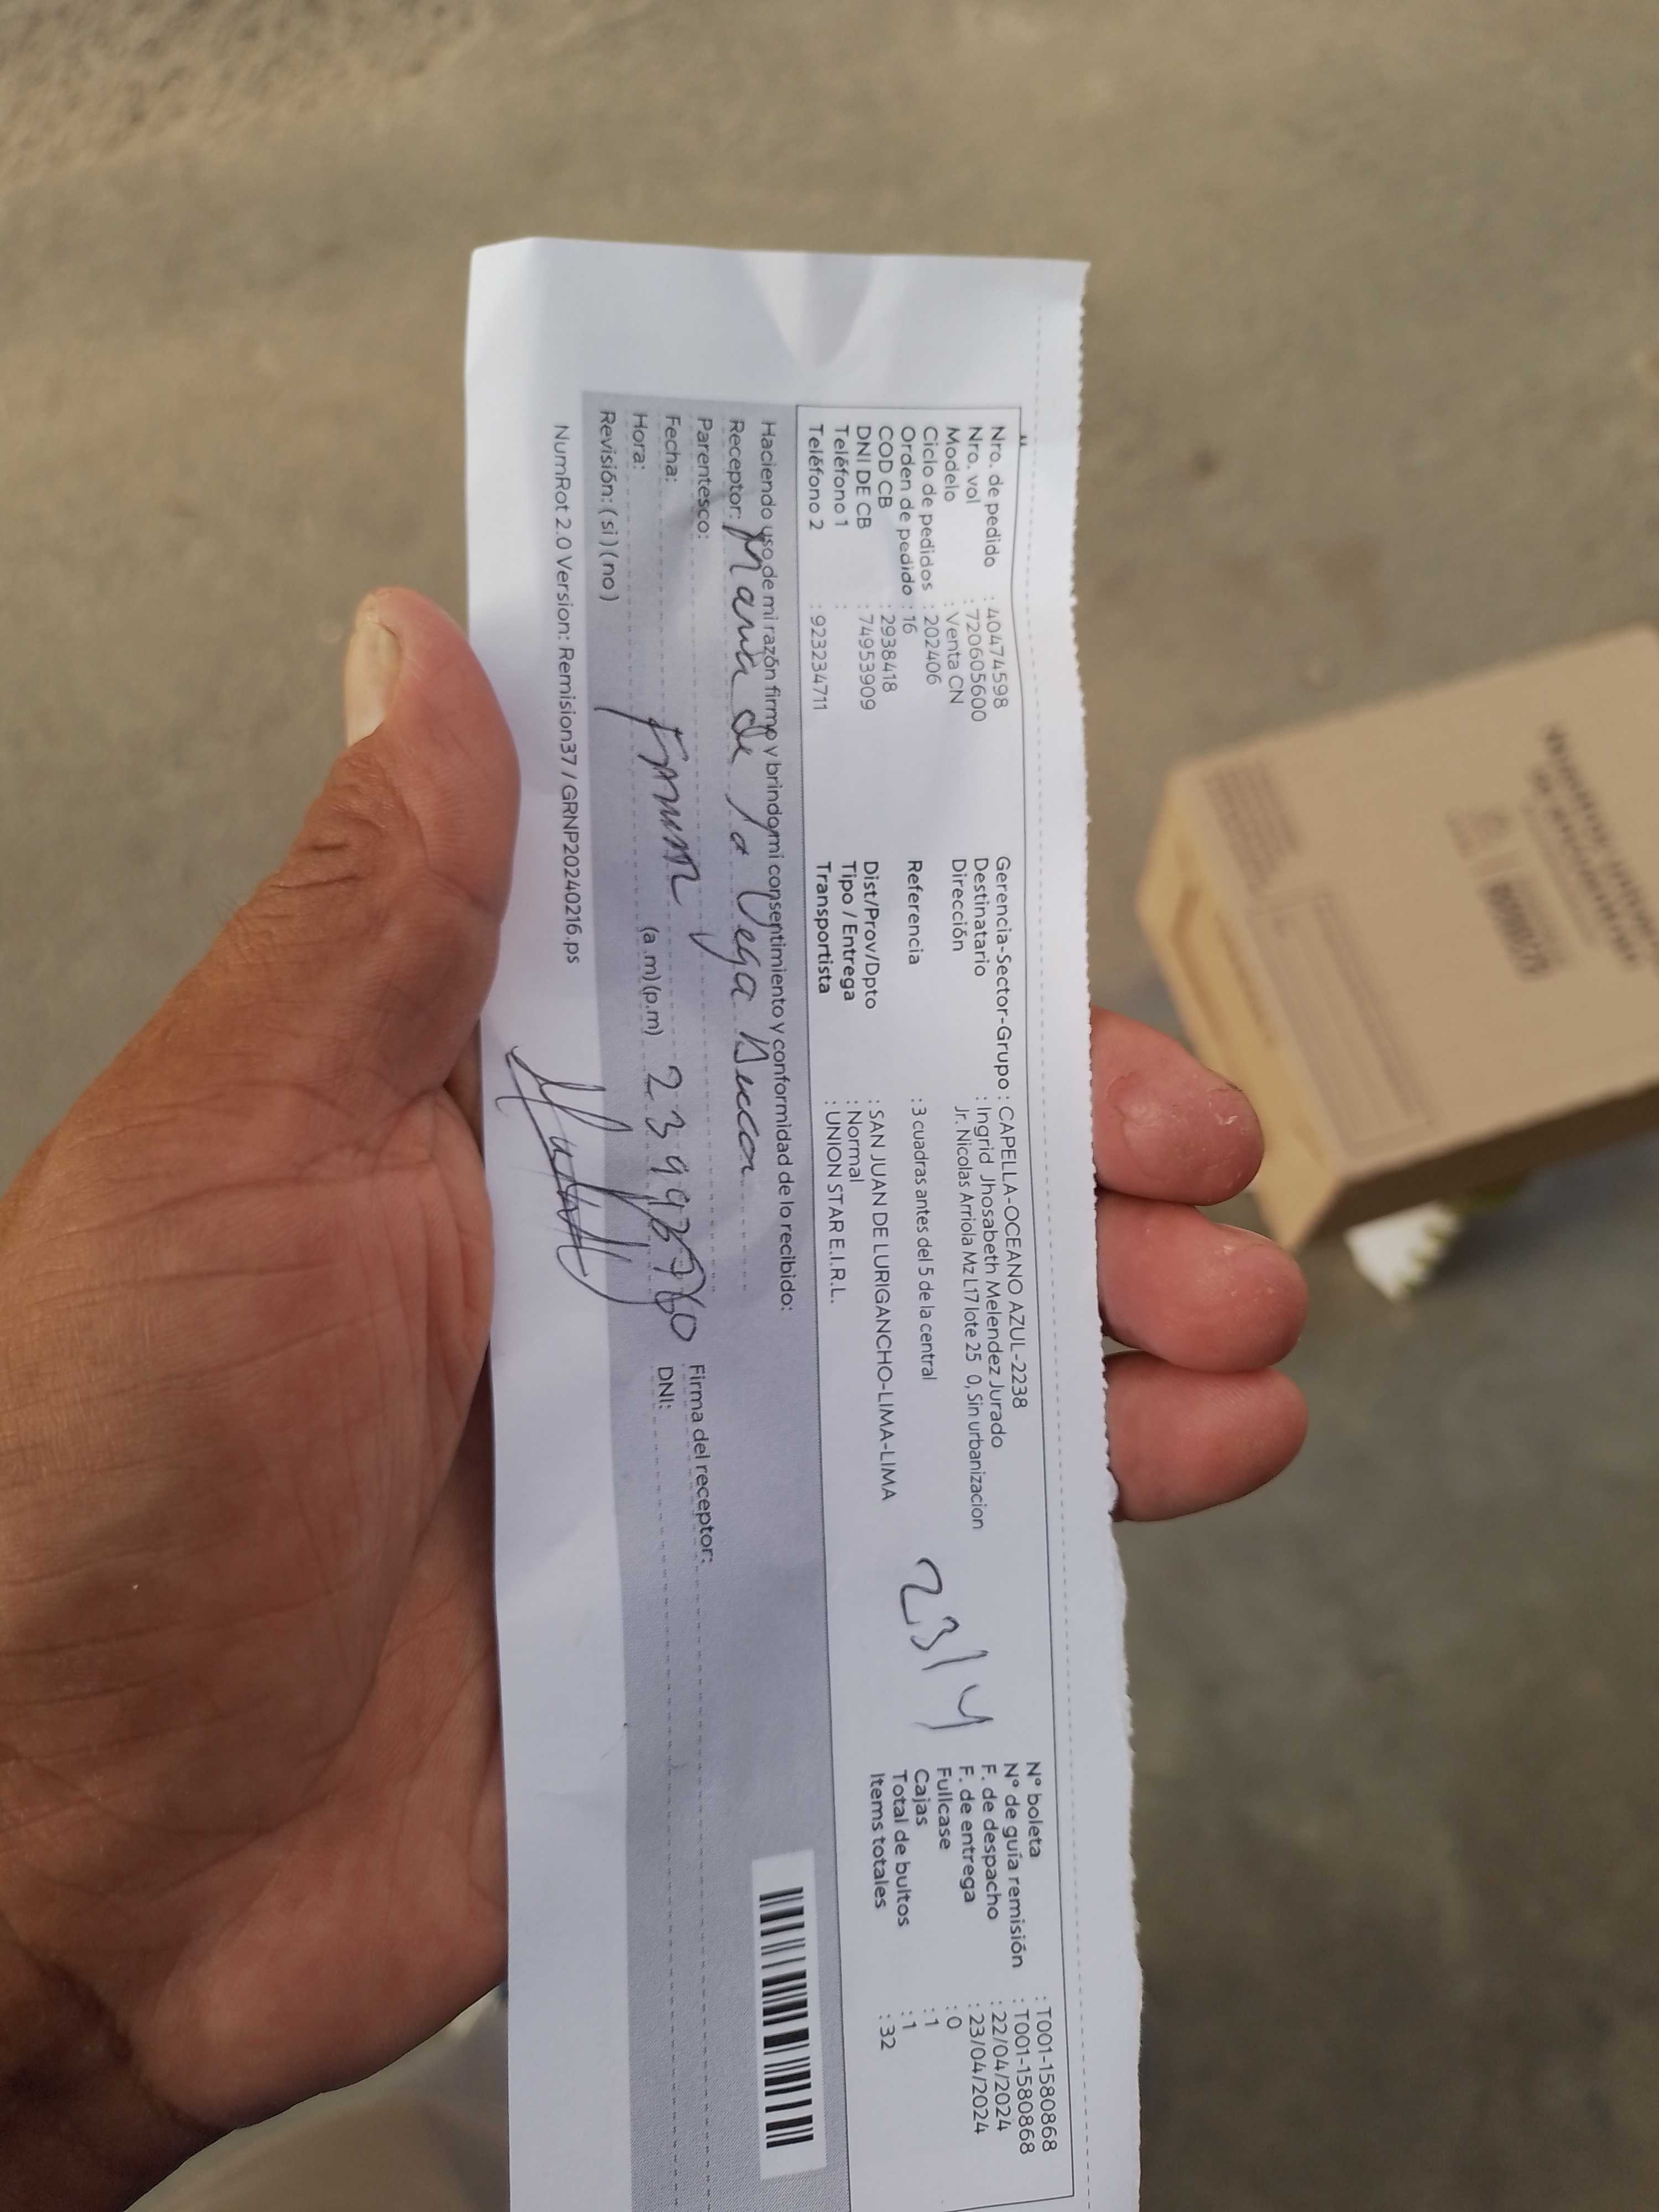 Nro. de pedido : 40474598
Nro. vol : 720605600
Modelo : Venta CN
Ciclo de pedidos : 202406
Orden de pedido : 16
COD CB : 2938418
DNI DE CB : 74953909
Teléfono 1 :
Teléfono 2 : 923234711
Gerencia-Sector-Grupo : CAPELLA-OCEANO AZUL-2238
Destinatario : Ingrid Jhosabeth Melendez Jurado
Dirección Jr. Nicolas Arriola Mz L17 lote 25 0, Sin urbanizacion
Referencia : 3 cuadras antes del 5 de la central
Dist/Prov/Dpto : SAN JUAN DE LURIGANCHO-LIMA-LIMA
Tipo / Entrega : Normal
Transportista : UNION STAR E.I.R.L.
23/4
N° boleta : T001-1580868
N° de guía remisión : T001-1580868
F. de despacho : 22/04/2024
F. de entrega : 23/04/2024
Fullcase : 0
Cajas : 1
Total de bultos : 1
Items totales : 32
Haciendo uso de mi razón firmo y brindo mi consentimiento y conformidad de lo recibido:
Receptor: Maria de la Vega
Parentesco:
Fecha:
Hora: (a.m)(p.m)
Revisión: (si) (no)
Firma del receptor:
DNI:
NumRot 2.0 Version: Remision37 / GRNP20240216.ps